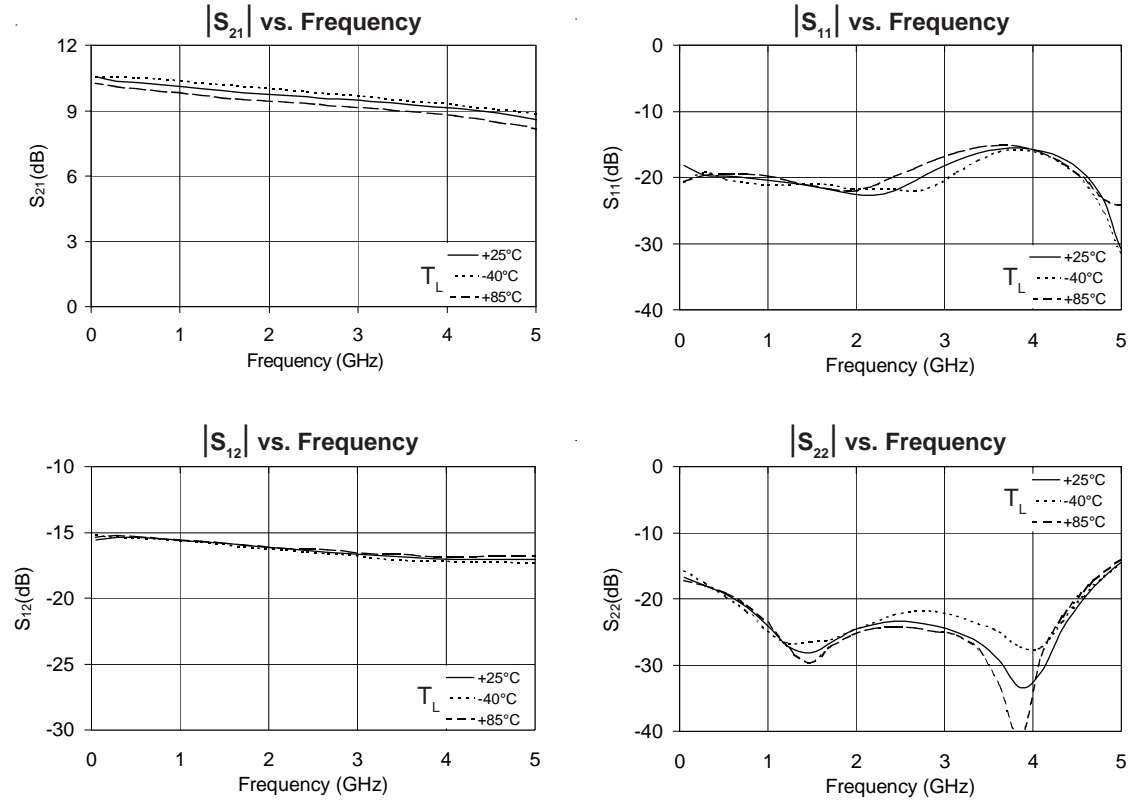 |S21| vs. Frequency
12
9
6
3
0
S21(dB)
+25°C
TL
-40°C
+85°C
0 1 2 3 4 5
Frequency (GHz)
|S11| vs. Frequency
0
-10
-20
-30
-40
S11(dB)
+25°C
TL
-40°C
+85°C
0 1 2 3 4 5
Frequency (GHz)
|S12| vs. Frequency
-10
-15
-20
-25
-30
S12(dB)
+25°C
TL
-40°C
+85°C
0 1 2 3 4 5
Frequency (GHz)
|S22| vs. Frequency
0
-10
-20
-30
-40
S22(dB)
+25°C
TL
-40°C
+85°C
0 1 2 3 4 5
Frequency (GHz)